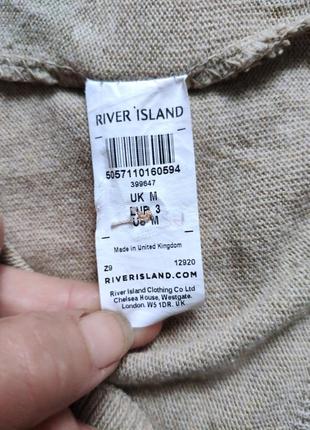 RIVER ISLAND
5057110160594
399647
UK M
EUR 3
US M
Made in United Kingdom
Z9 12920
RIVERISLAND.COM
River Island Clothing Co Ltd
Chelsea House, Westgate.
London. W5 1DR. UK